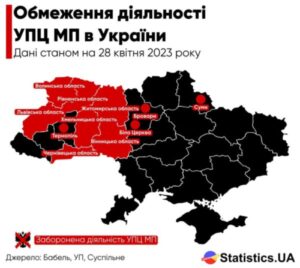 Обмеження діяльності
УПЦ МП в Україні
Дані станом на 28 квітня 2023 року
Волинська область
Рівненська область
Житомирська область
Львівська область
Хмельницька область
Бровари
Суми
Тернопіль
Біла Церква
Вінницька область
Чернівецька область
Заборонена діяльність УПЦ МП
Джерело: Бабель, УП, Суспільне
Statistics.UA